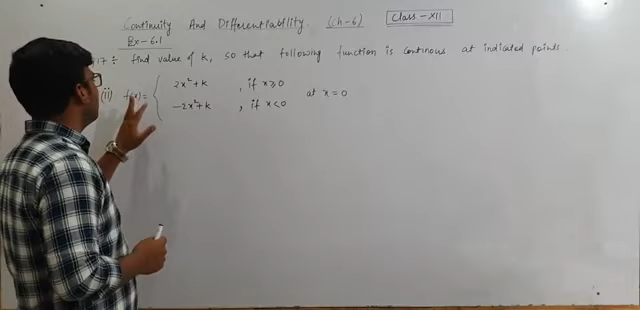 Continuity And Differentiability. (ch-6) Class-XII
Ex-6.1
17 ÷ find value of k, so that following function is continous at indicated points.
(ii) f(x) = { 2x²+k , if x≥0
-2x²+k , if x<0 at x=0